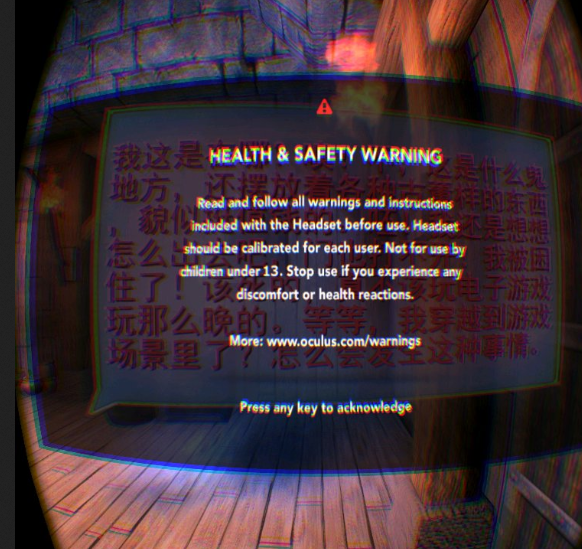 HEALTH & SAFETY WARNING
Read and follow all warnings and instructions
included with the Headset before use. Headset
should be calibrated for each user. Not for use by
children under 13. Stop use if you experience any
discomfort or health reactions.
More: www.oculus.com/warnings
Press any key to acknowledge
我这是 这是什么鬼
地方，还摆放着各种 的东西
，貌似 还是想想
怎么 我被困
住了！该 玩电子游戏
玩那么晚的。等等，我穿越到游戏
场景里了？怎么会发生这种事情。